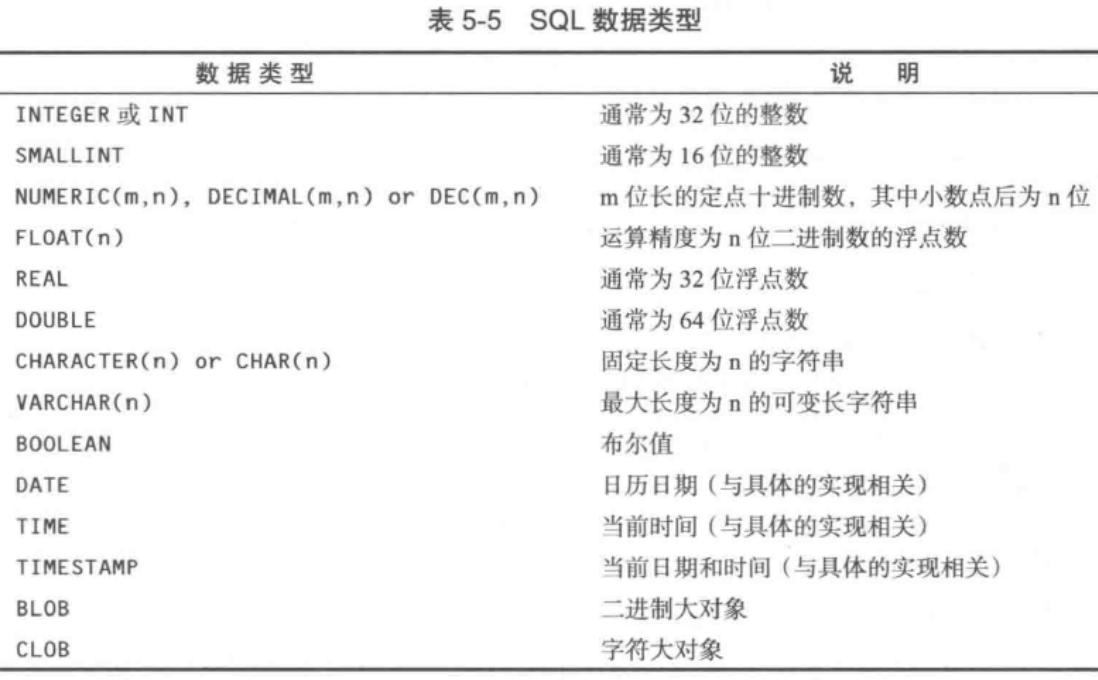 表 5-5 SQL 数据类型
数据类型 说 明
INTEGER 或 INT 通常为 32 位的整数
SMALLINT 通常为 16 位的整数
NUMERIC(m,n), DECIMAL(m,n) or DEC(m,n) m 位长的定点十进制数，其中小数点后为 n 位
FLOAT(n) 运算精度为 n 位二进制数的浮点数
REAL 通常为 32 位浮点数
DOUBLE 通常为 64 位浮点数
CHARACTER(n) or CHAR(n) 固定长度为 n 的字符串
VARCHAR(n) 最大长度为 n 的可变长字符串
BOOLEAN 布尔值
DATE 日历日期（与具体的实现相关）
TIME 当前时间（与具体的实现相关）
TIMESTAMP 当前日期和时间（与具体的实现相关）
BLOB 二进制大对象
CLOB 字符大对象